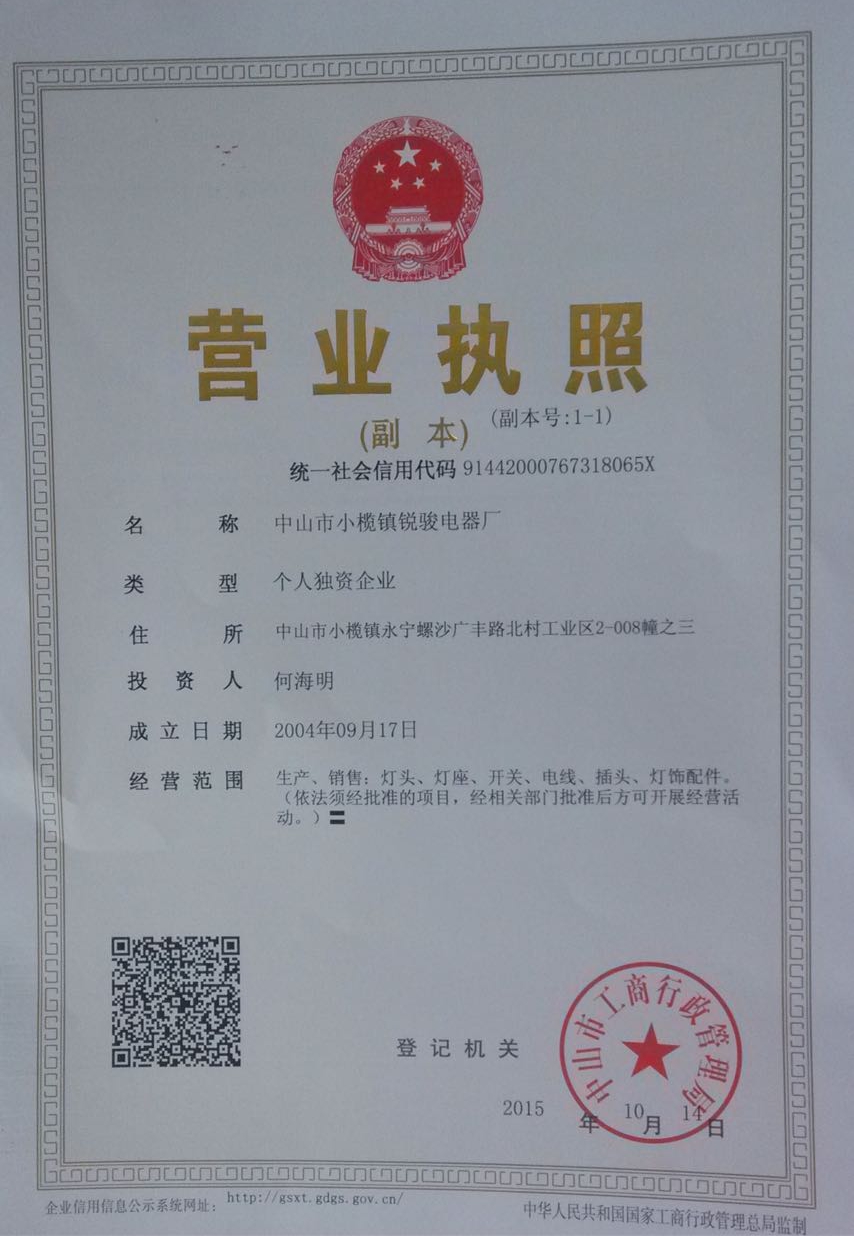 营业执照
(副 本) (副本号:1-1)
统一社会信用代码 91442000767318065X
名 称 中山市小榄镇锐骏电器厂
类 型 个人独资企业
住 所 中山市小榄镇永宁螺沙广丰路北村工业区2-008幢之三
投 资 人 何海明
成 立 日 期 2004年09月17日
经 营 范 围 生产、销售：灯头、灯座、开关、电线、插头、灯饰配件。
（依法须经批准的项目，经相关部门批准后方可开展经营活
动。）〓
中山市工商行政管理局
登 记 机 关
2015 年 10 月 14 日
企业信用信息公示系统网址： http://gsxt.gdgs.gov.cn/
中华人民共和国国家工商行政管理总局监制